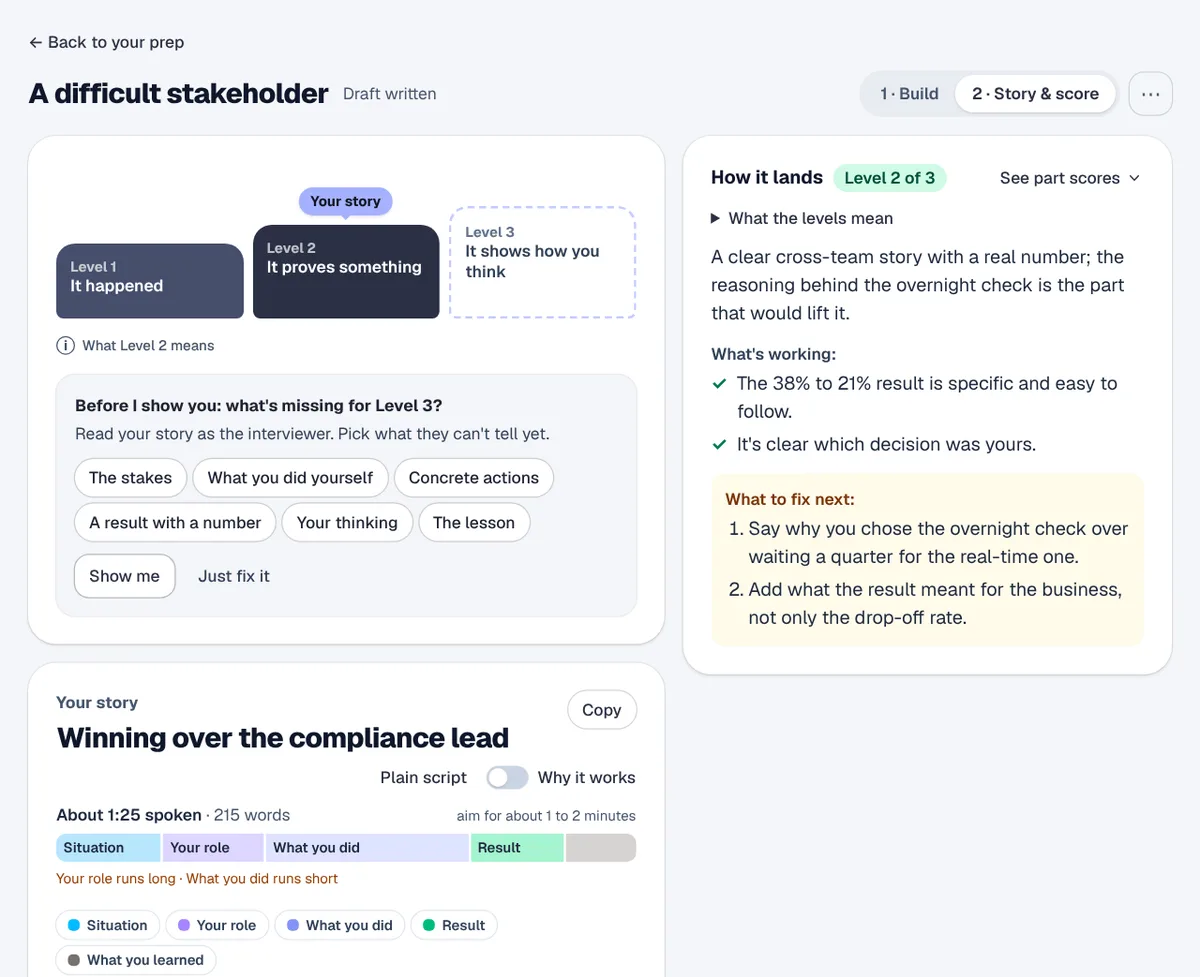 ← Back to your prep
A difficult stakeholder Draft written
1 · Build 2 · Story & score ···
Your story
Level 1
It happened
Level 2
It proves something
Level 3
It shows how you
think
What Level 2 means
Before I show you: what's missing for Level 3?
Read your story as the interviewer. Pick what they can't tell yet.
The stakes What you did yourself Concrete actions
A result with a number Your thinking The lesson
Show me Just fix it
How it lands Level 2 of 3 See part scores
What the levels mean
A clear cross-team story with a real number; the
reasoning behind the overnight check is the part
that would lift it.
What's working:
The 38% to 21% result is specific and easy to
follow.
It's clear which decision was yours.
What to fix next:
1. Say why you chose the overnight check over
waiting a quarter for the real-time one.
2. Add what the result meant for the business,
not only the drop-off rate.
Your story
Copy
Winning over the compliance lead
Plain script Why it works
About 1:25 spoken · 215 words aim for about 1 to 2 minutes
Situation Your role What you did Result
Your role runs long · What you did runs short
Situation Your role What you did Result
What you learned